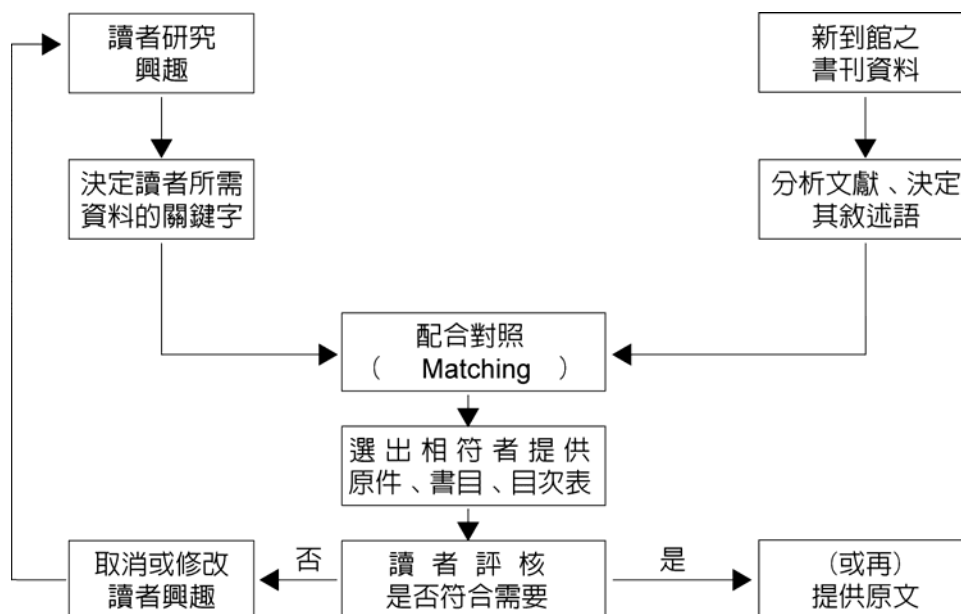 讀者研究
興趣
新到館之
書刊資料
決定讀者所需
資料的關鍵字
分析文獻、決定
其敘述語
配合對照
( Matching )
選出相符者提供
原件、書目、目次表
取消或修改
讀者興趣
否
讀者評核
是否符合需要
是
(或再)
提供原文